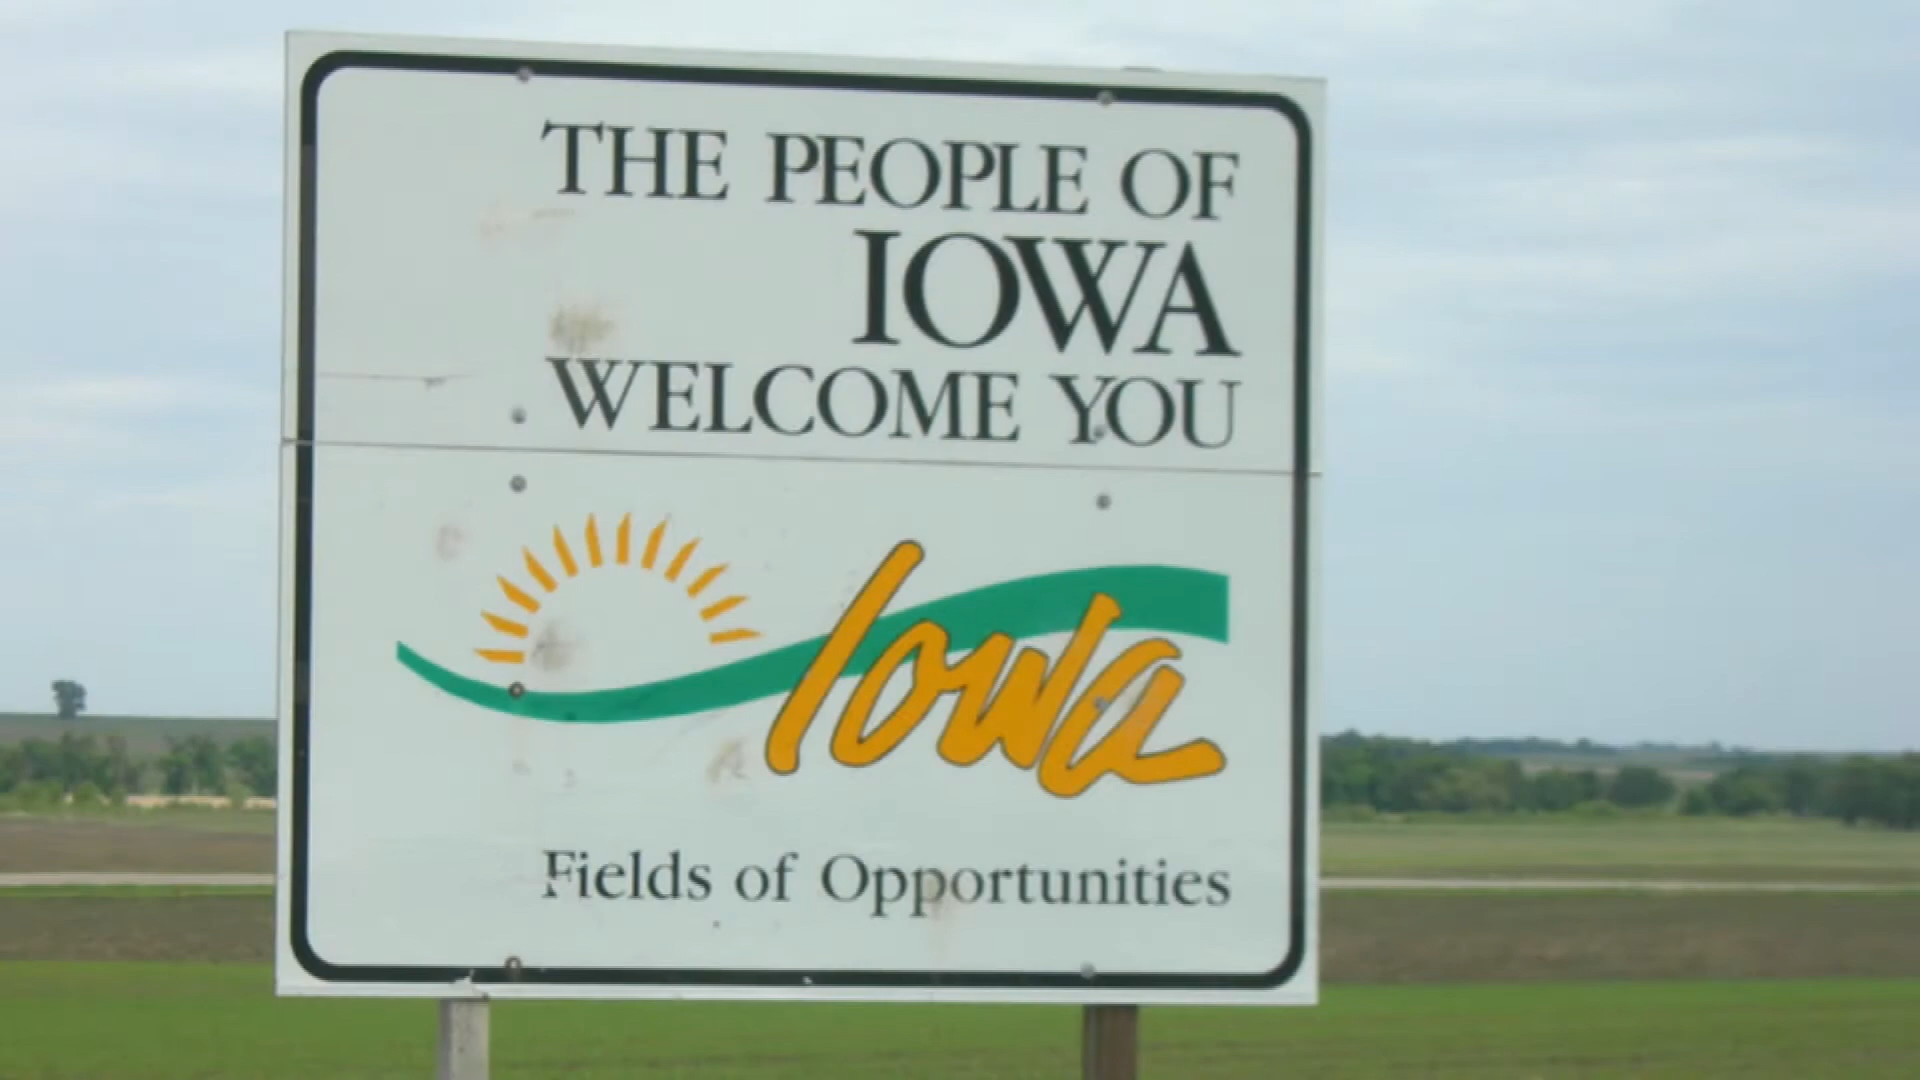 THE PEOPLE OF
IOWA
WELCOME YOU
Iowa
Fields of Opportunities